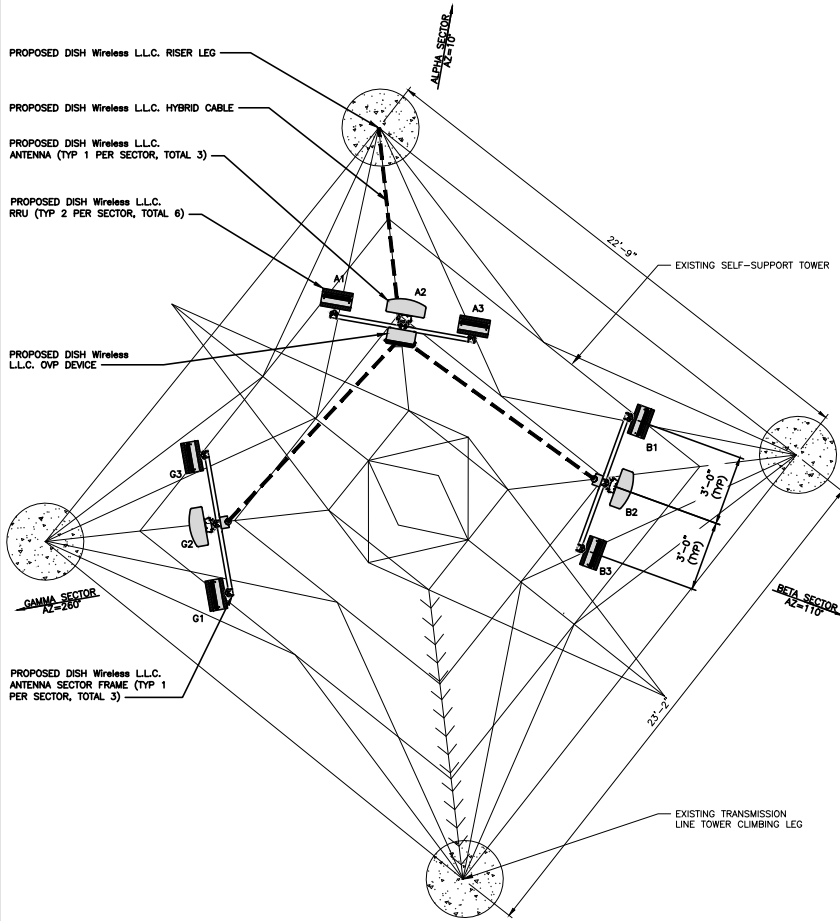 ALPHA SECTOR
AZ=10°
PROPOSED DISH Wireless L.L.C. RISER LEG
PROPOSED DISH Wireless L.L.C. HYBRID CABLE
PROPOSED DISH Wireless L.L.C.
ANTENNA (TYP 1 PER SECTOR, TOTAL 3)
PROPOSED DISH Wireless L.L.C.
RRU (TYP 2 PER SECTOR, TOTAL 6)
22'-9"
EXISTING SELF-SUPPORT TOWER
A1
A2
A3
PROPOSED DISH Wireless
L.L.C. OVP DEVICE
B1
B2
B3
3'-0"
(TYP)
3'-0"
(TYP)
G3
G2
G1
GAMMA SECTOR
AZ=260°
BETA SECTOR
AZ=110°
PROPOSED DISH Wireless L.L.C.
ANTENNA SECTOR FRAME (TYP 1
PER SECTOR, TOTAL 3)
23'-2"
EXISTING TRANSMISSION
LINE TOWER CLIMBING LEG